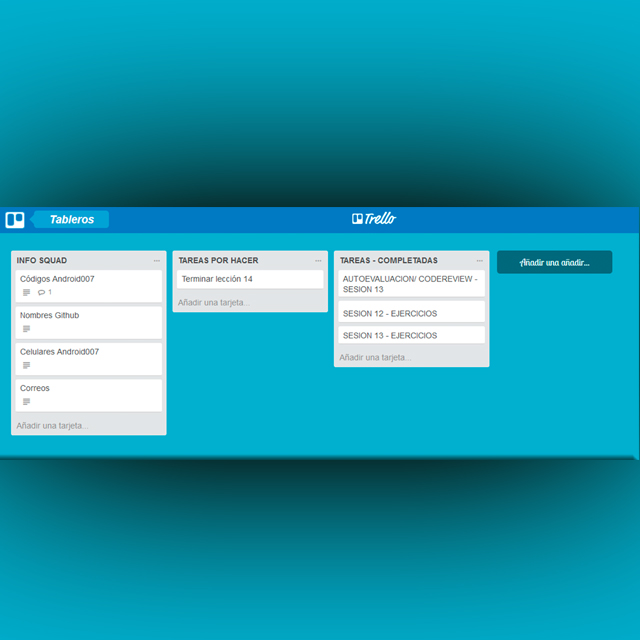 Tableros
Trello
INFO SQUAD
Códigos Android007
1
Nombres Github
Celulares Android007
Correos
Añadir una tarjeta...
TAREAS POR HACER
Terminar lección 14
Añadir una tarjeta...
TAREAS - COMPLETADAS
AUTOEVALUACION/ CODEREVIEW -
SESION 13
SESION 12 - EJERCICIOS
SESION 13 - EJERCICIOS
Añadir una tarjeta...
Añadir una añadir...